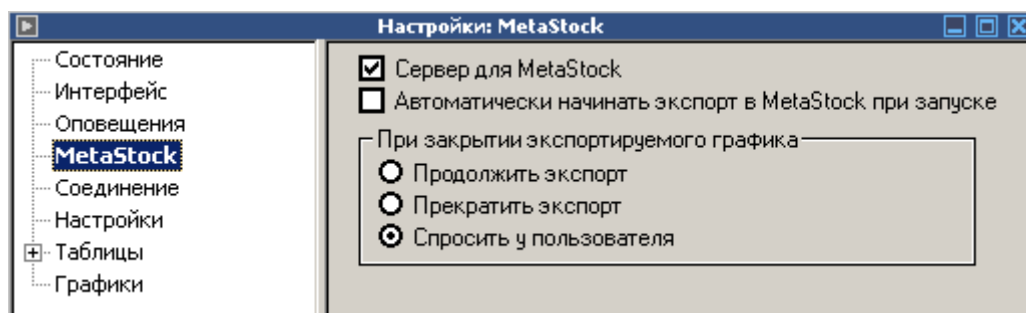 Настройки: MetaStock
Состояние
Интерфейс
Оповещения
MetaStock
Соединение
Настройки
Таблицы
Графики
Сервер для MetaStock
Автоматически начинать экспорт в MetaStock при запуске
При закрытии экспортируемого графика
Продолжить экспорт
Прекратить экспорт
Спросить у пользователя